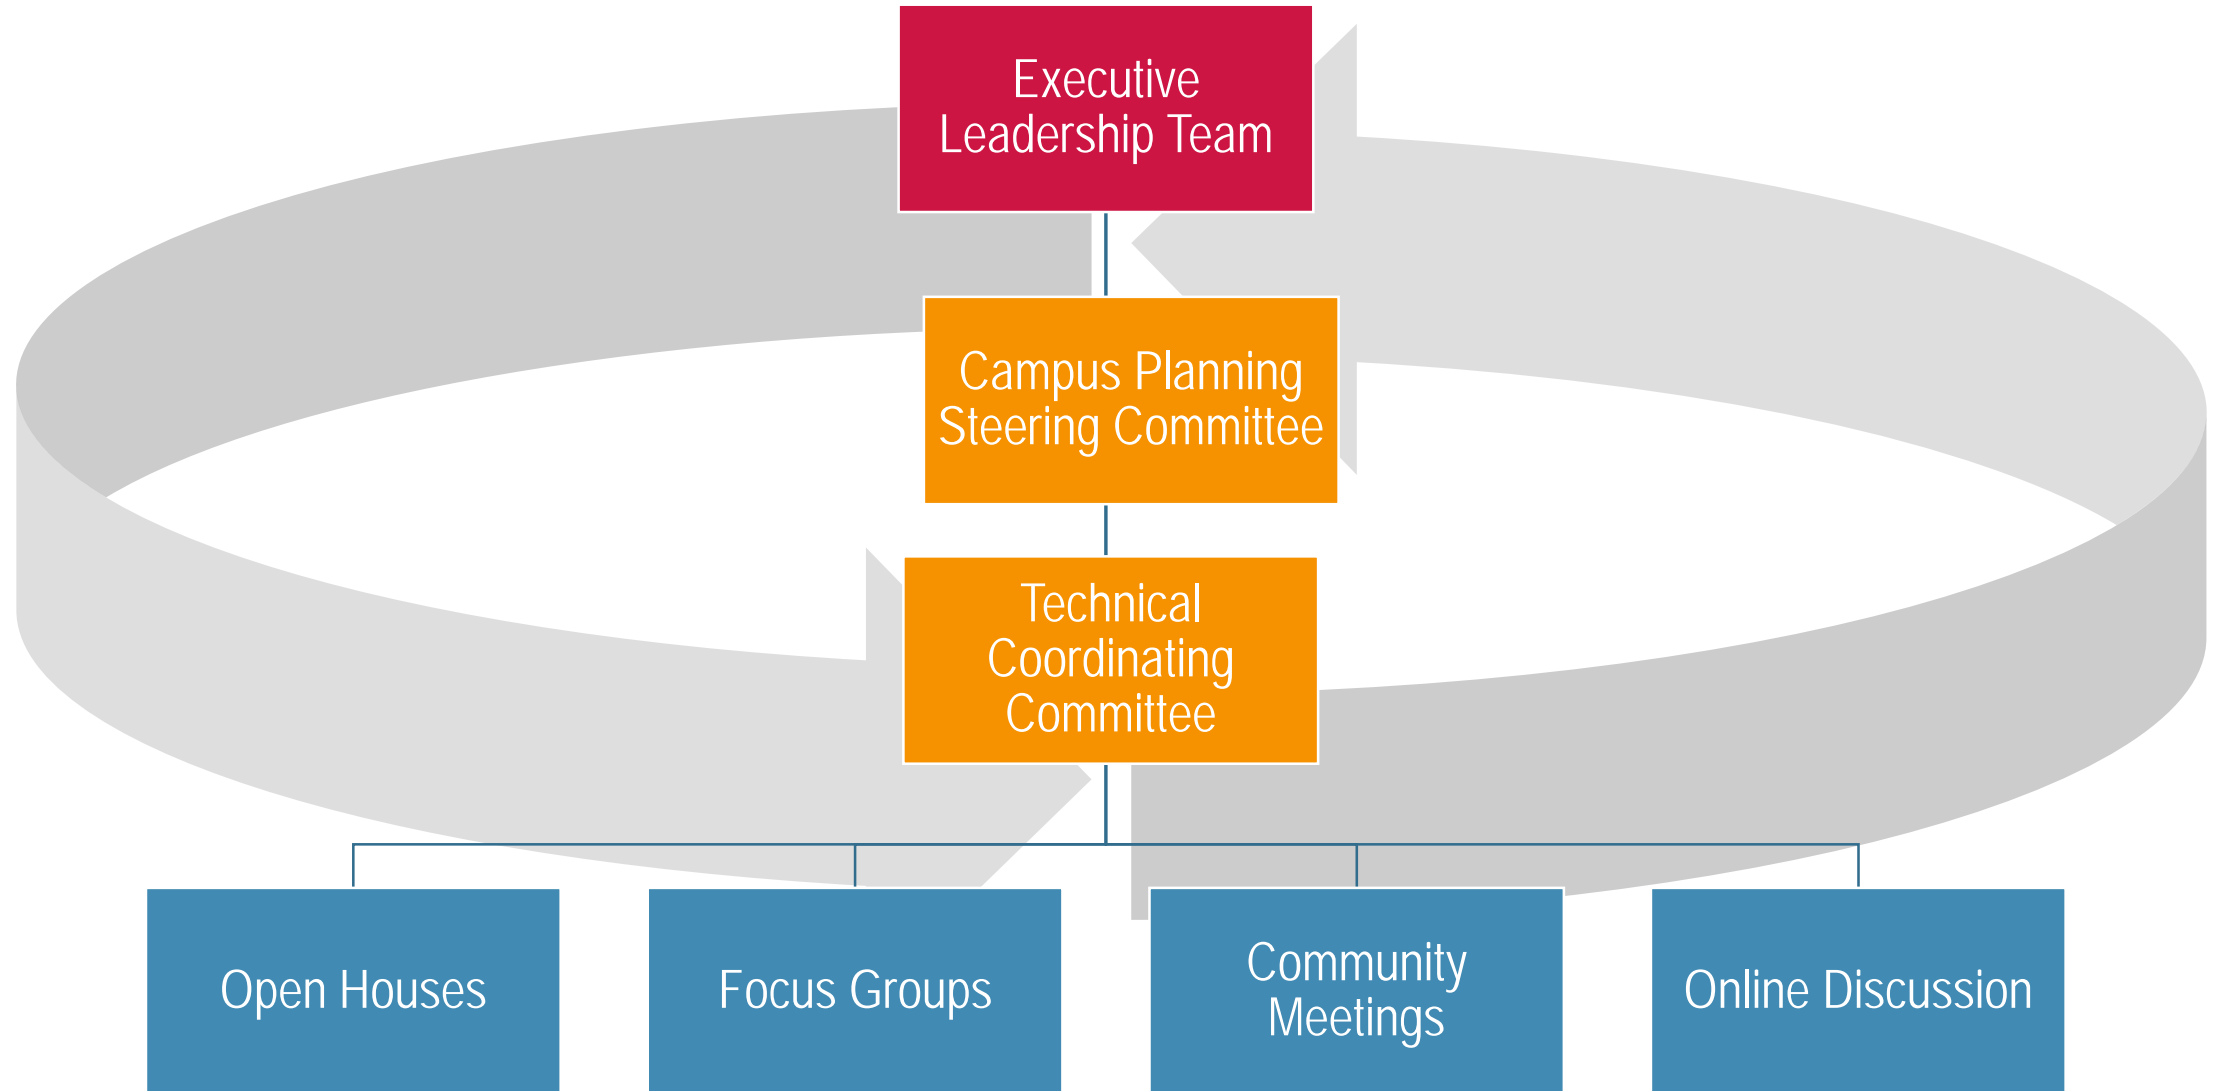 Executive
Leadership Team
Campus Planning
Steering Committee
Technical
Coordinating
Committee
Open Houses
Focus Groups
Community
Meetings
Online Discussion